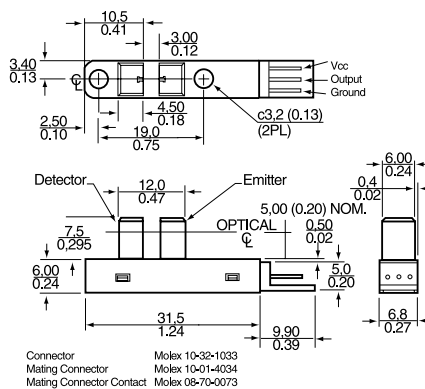 10,5
0.41
3,00
0.12
3,40
0.13
℄
Vcc
Output
Ground
4,50
0.18
c3,2 (0.13)
(2PL)
2,50
0.10
19,0
0.75
6,00
0.24
Detector
12,0
0.47
Emitter
0,4
0.02
5,00 (0.20) NOM.
OPTICAL
℄
0,50
0.02
7,5
0,295
6,00
0.24
5,0
0.20
31,5
1.24
9,90
0.39
6,8
0.27
Connector Molex 10-32-1033
Mating Connector Molex 10-01-4034
Mating Connector Contact Molex 08-70-0073